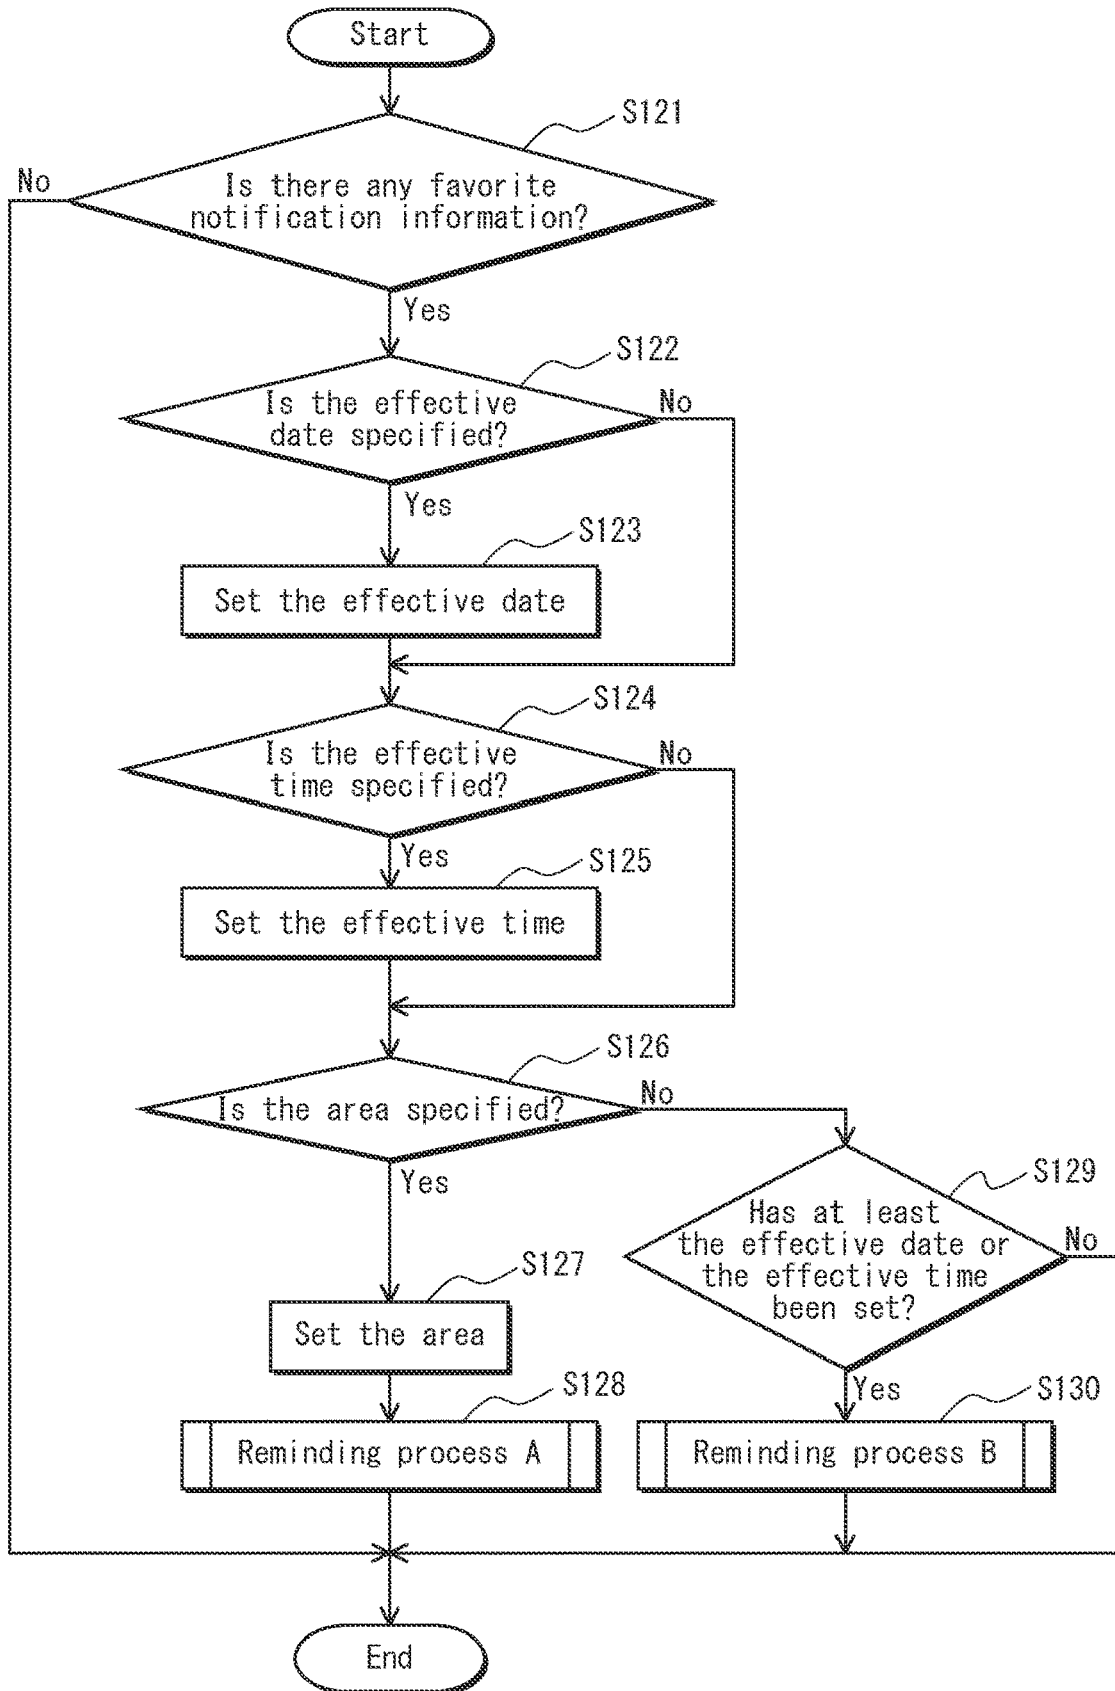 Start
S121
No
Is there any favorite
notification information?
Yes
S122
Is the effective
date specified?
No
Yes
S123
Set the effective date
S124
Is the effective
time specified?
No
Yes
S125
Set the effective time
S126
Is the area specified?
No
Yes
S129
Has at least
the effective date or
the effective time
been set?
No
S127
Set the area
Yes
S128
Reminding process A
S130
Reminding process B
End